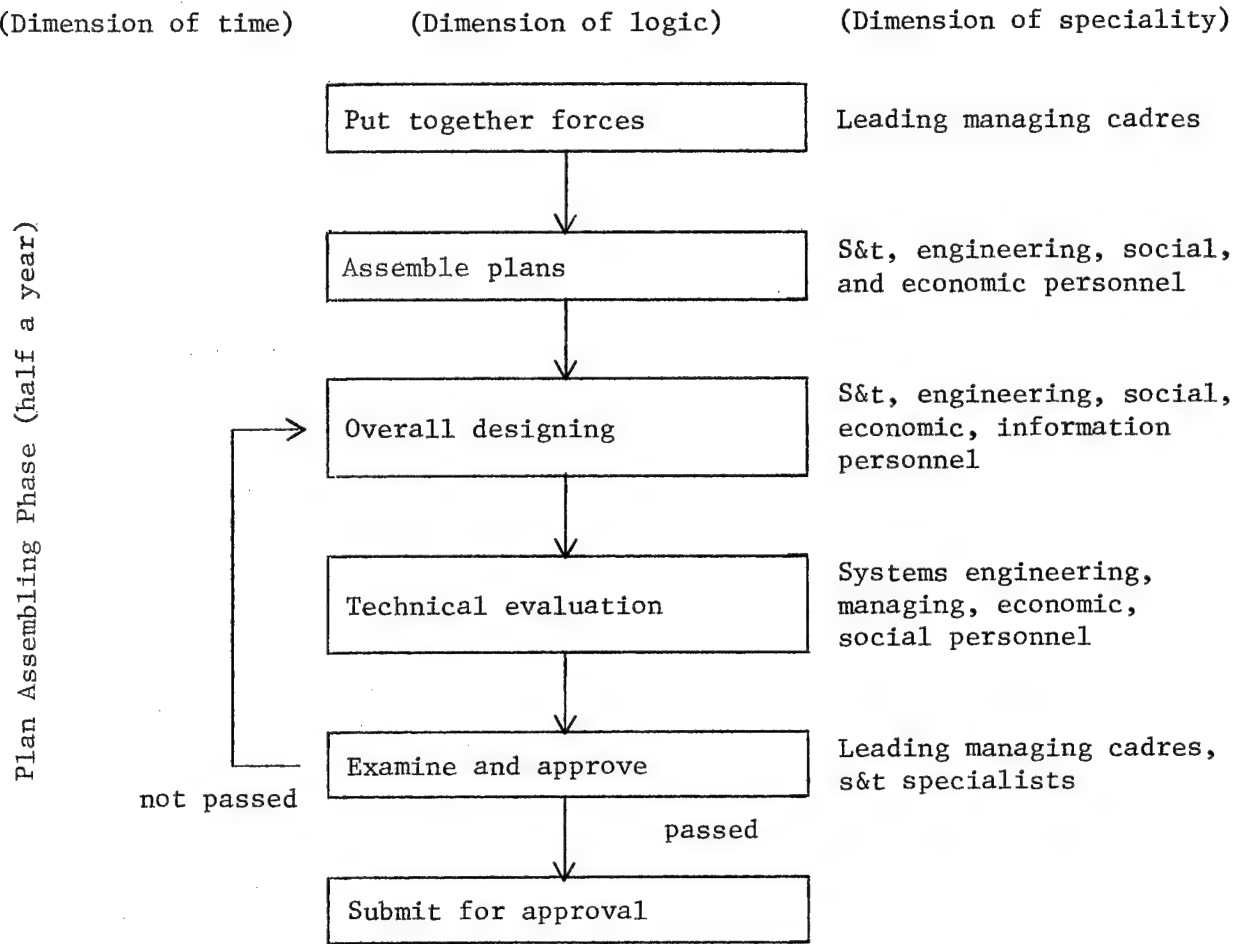 (Dimension of time)
(Dimension of logic)
(Dimension of speciality)
Plan Assembling Phase (half a year)
Put together forces
Leading managing cadres
Assemble plans
S&t, engineering, social,
and economic personnel
Overall designing
S&t, engineering, social,
economic, information
personnel
Technical evaluation
Systems engineering,
managing, economic,
social personnel
Examine and approve
Leading managing cadres,
s&t specialists
not passed
passed
Submit for approval